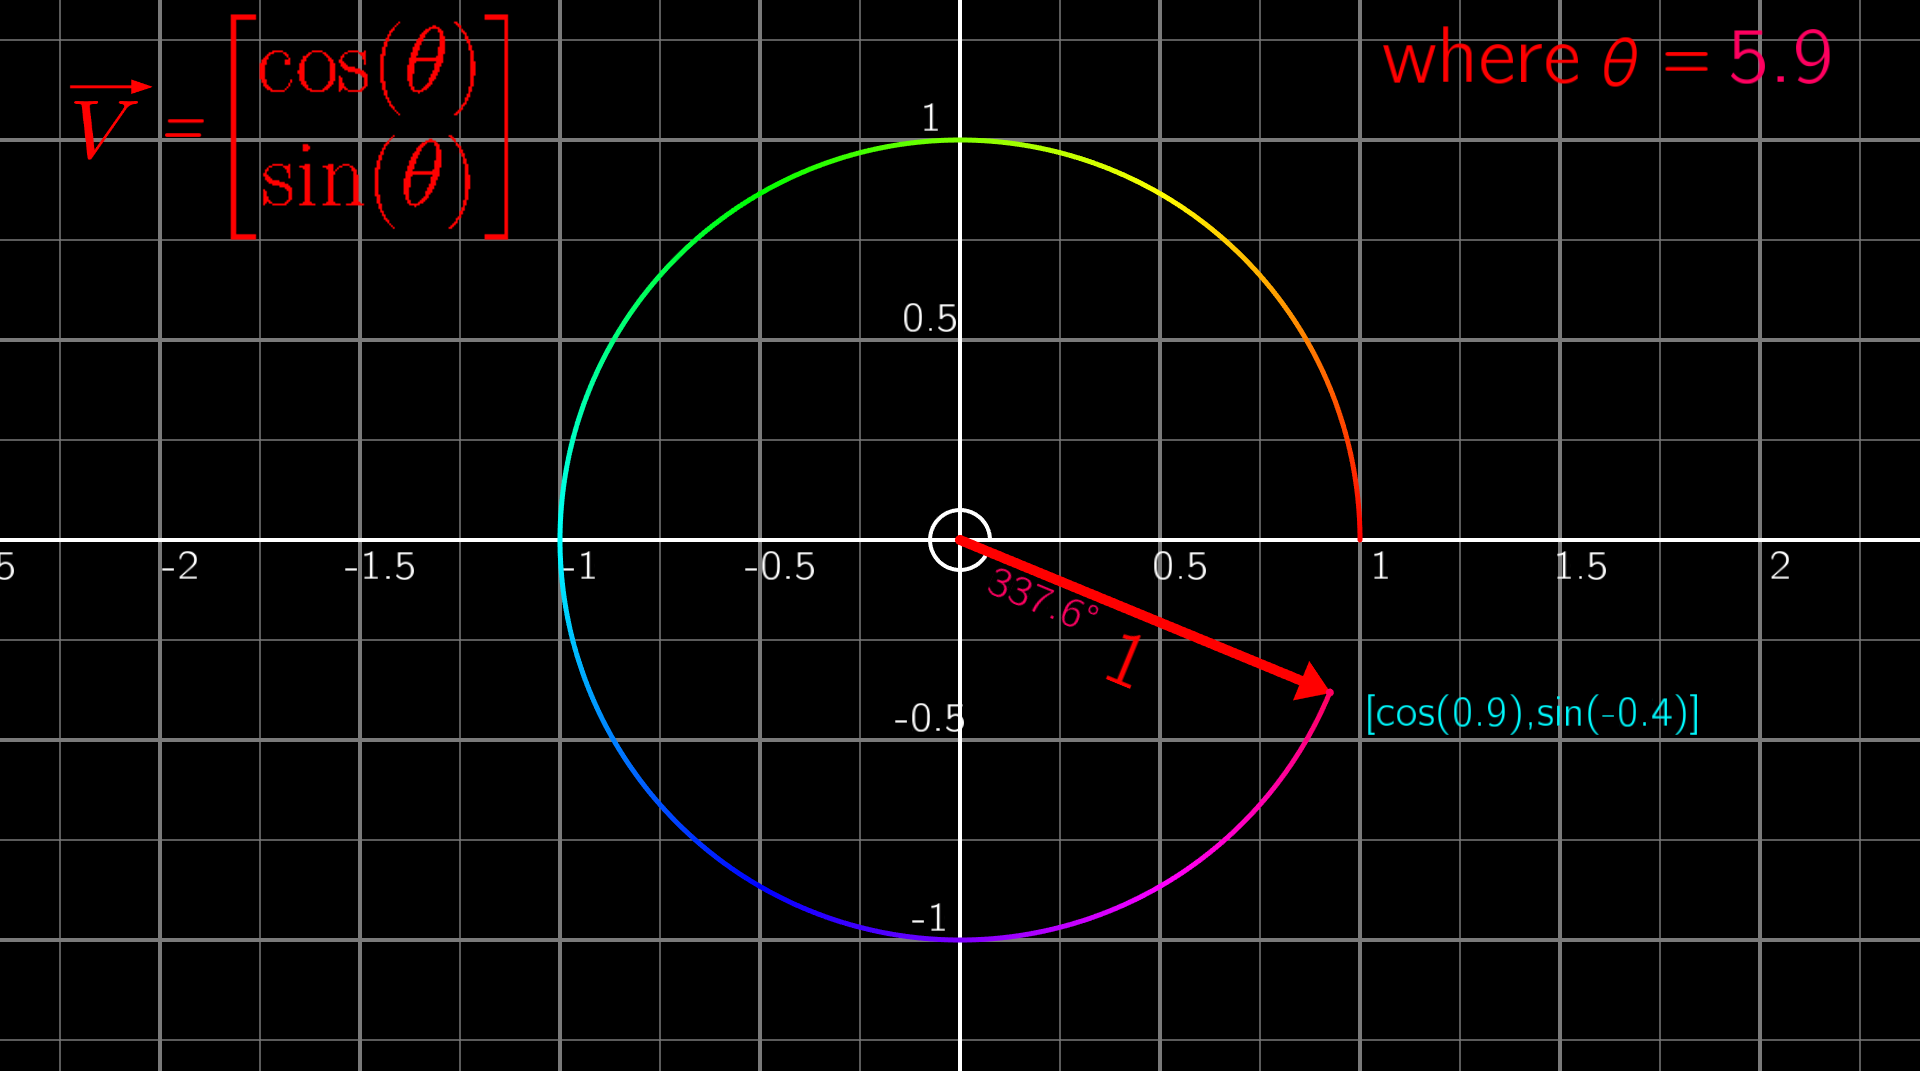 V = [cos(θ)
sin(θ)]
where θ = 5.9
1
0.5
5 -2 -1.5 -1 -0.5 0.5 1 1.5 2
337.6°
1
[cos(0.9),sin(-0.4)]
-0.5
-1